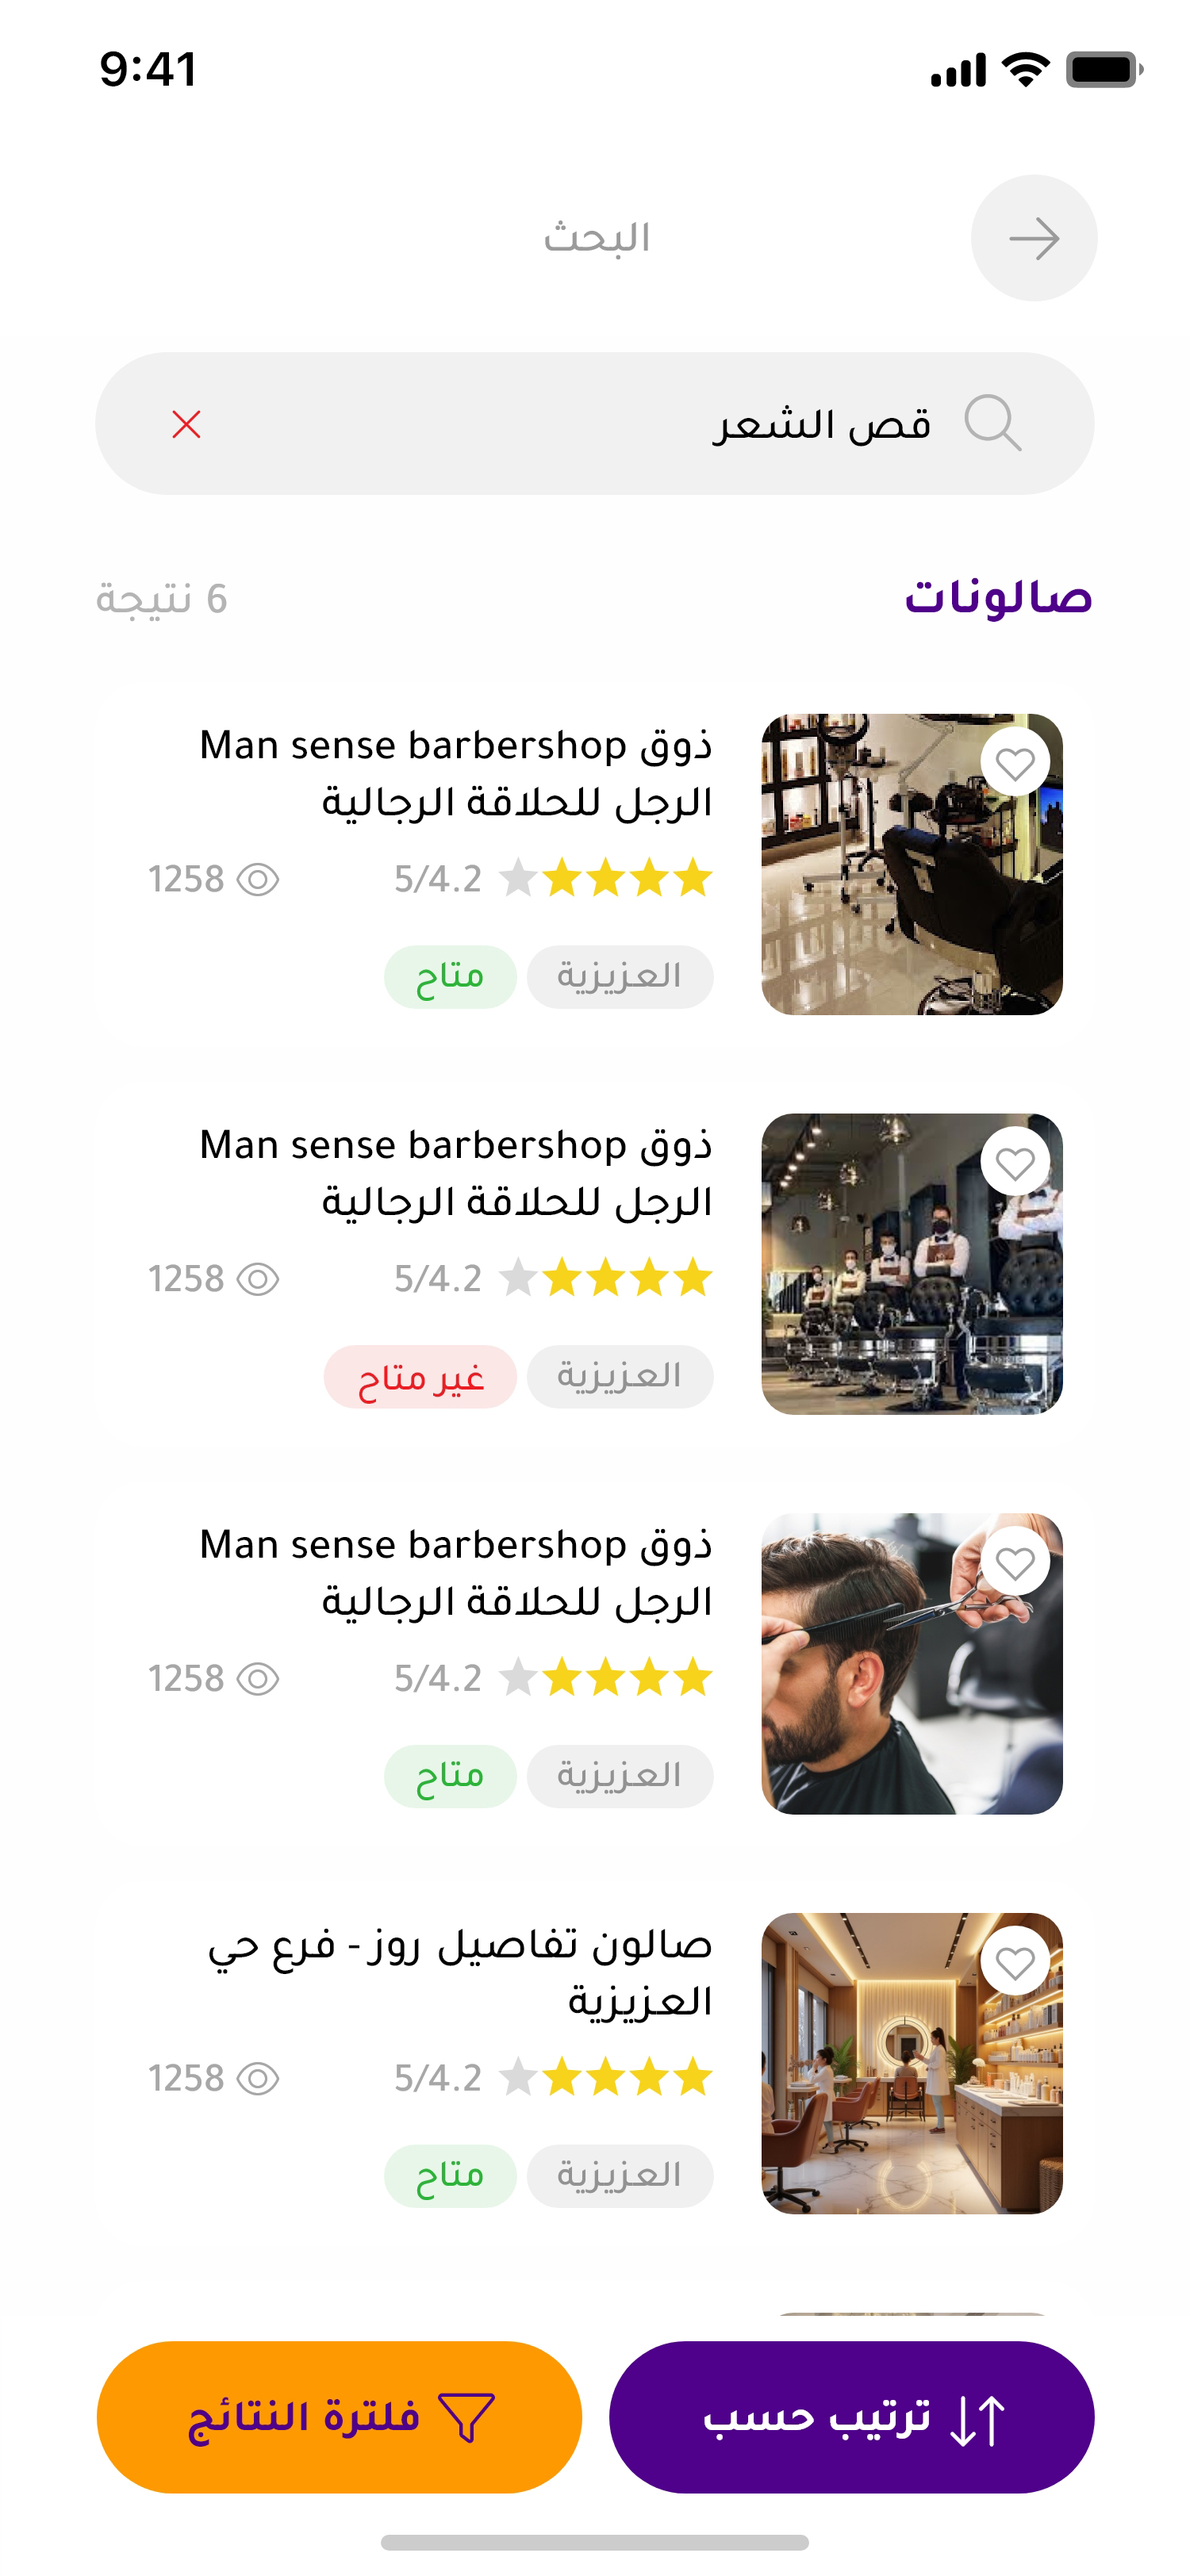 9:41
البحث
قص الشعر
صالونات
6 نتيجة
Man sense barbershop ذوق
الرجل للحلاقة الرجالية
5/4.2
1258
العزيزية
متاح
Man sense barbershop ذوق
الرجل للحلاقة الرجالية
5/4.2
1258
العزيزية
غير متاح
Man sense barbershop ذوق
الرجل للحلاقة الرجالية
5/4.2
1258
العزيزية
متاح
صالون تفاصيل روز - فرع حي
العزيزية
5/4.2
1258
العزيزية
متاح
ترتيب حسب
فلترة النتائج